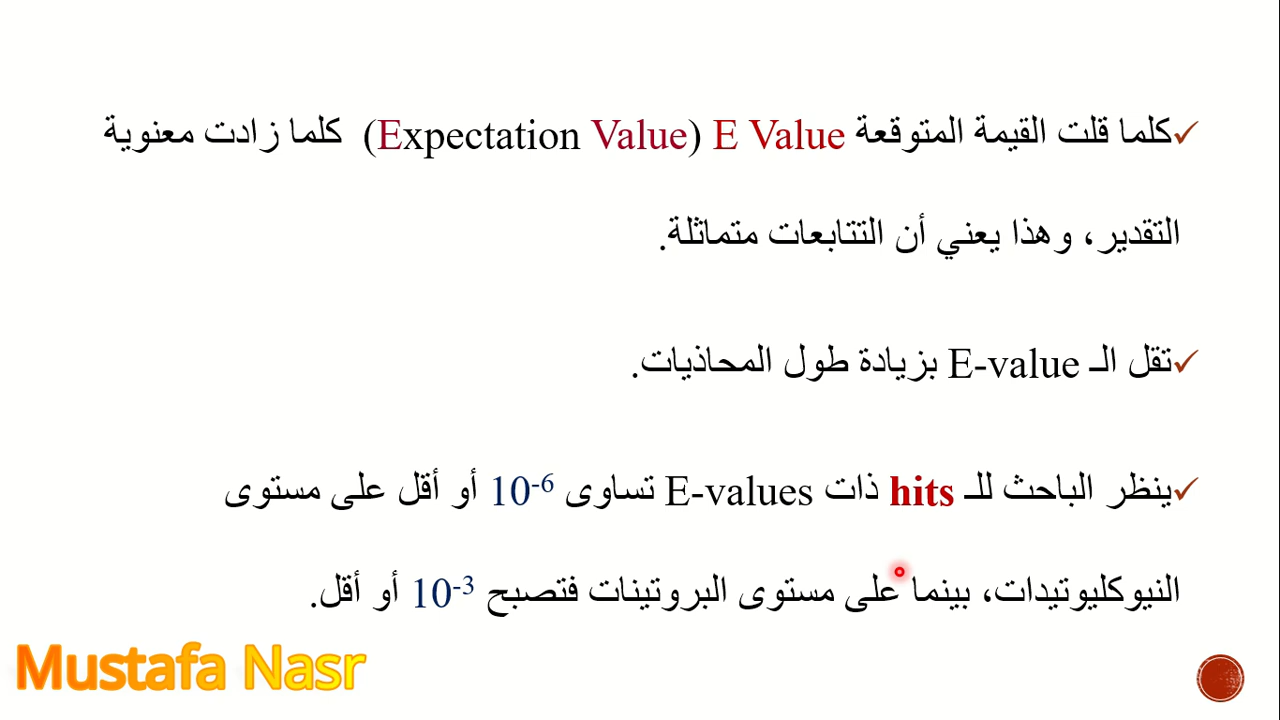 ✓كلما قلت القيمة المتوقعة E Value (Expectation Value) كلما زادت معنوية
التقدير، وهذا يعني أن التتابعات متماثلة.
✓تقل الـ E-value بزيادة طول المحاذيات.
✓ينظر الباحث للـ hits ذات E-values تساوى 10⁻⁶ أو أقل على مستوى
النيوكليوتيدات، بينما على مستوى البروتينات فتصبح 10⁻³ أو أقل.
Mustafa Nasr